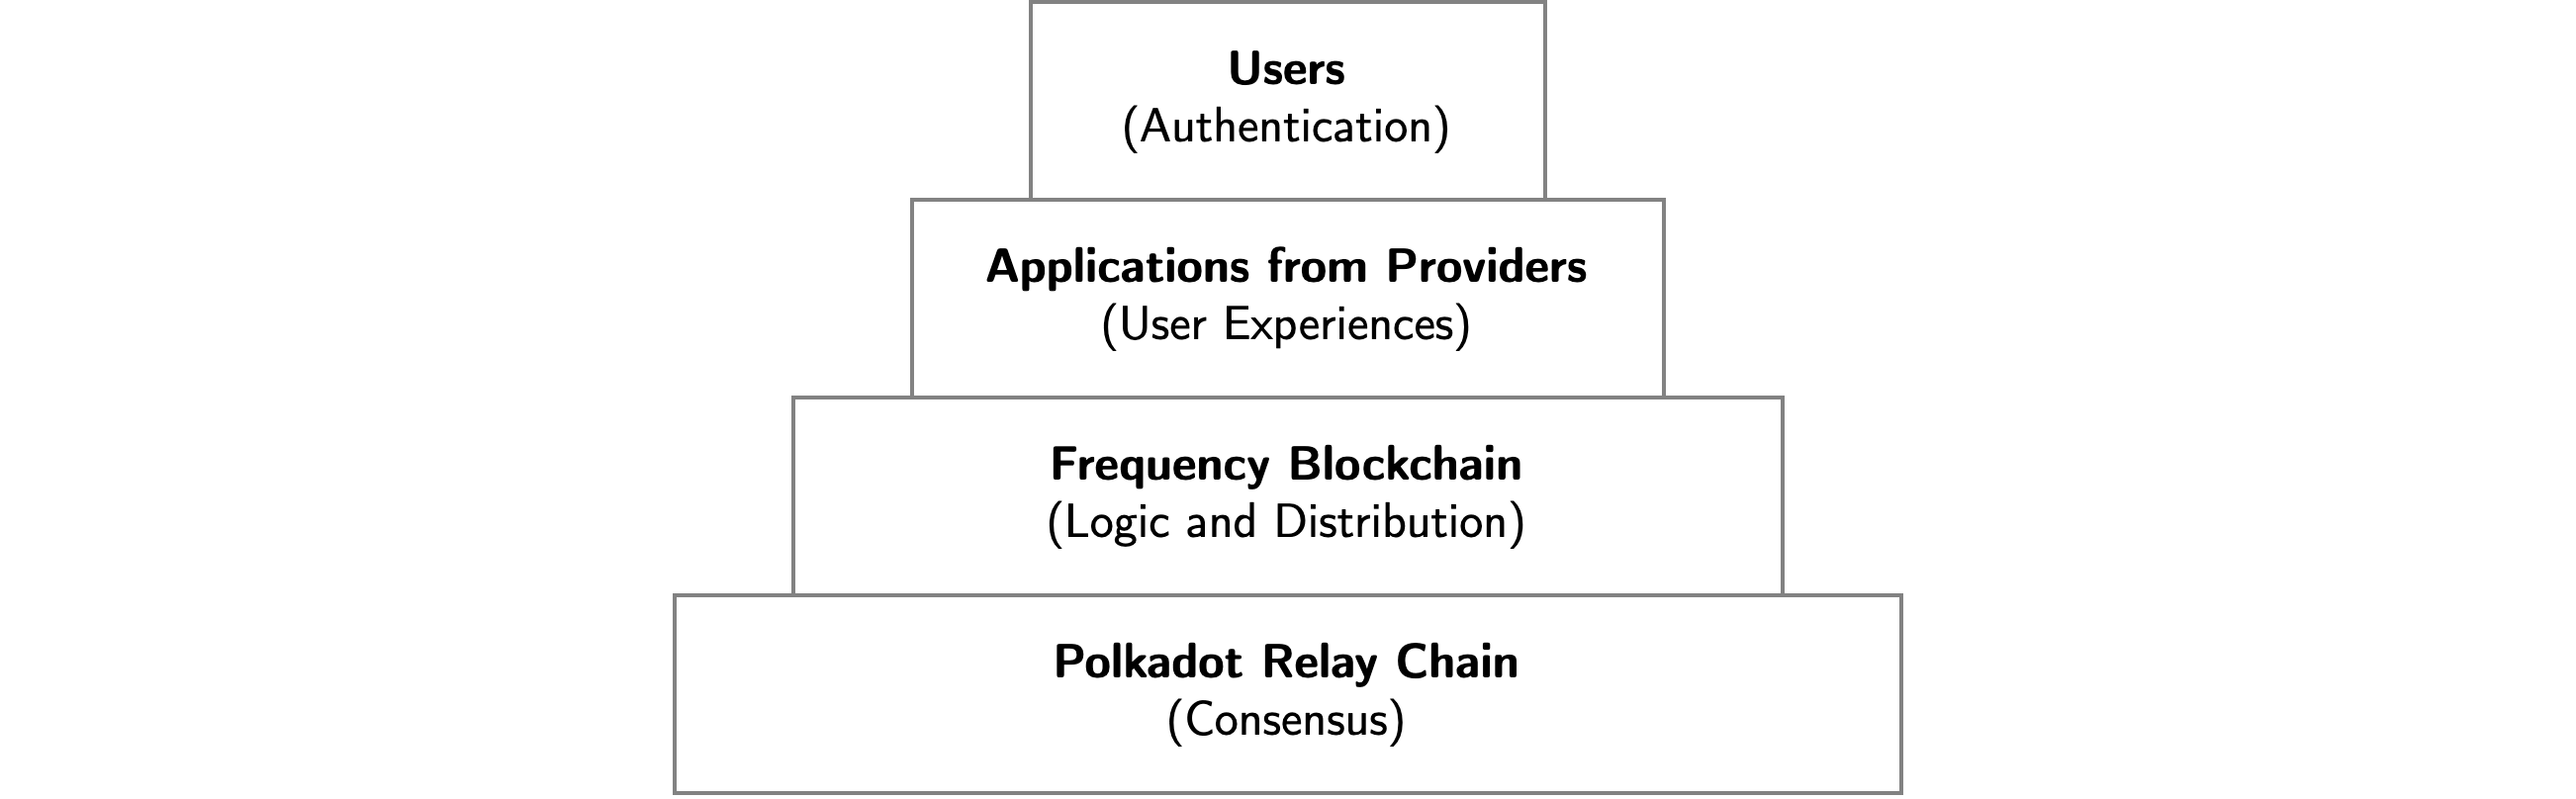 Users
(Authentication)
Applications from Providers
(User Experiences)
Frequency Blockchain
(Logic and Distribution)
Polkadot Relay Chain
(Consensus)